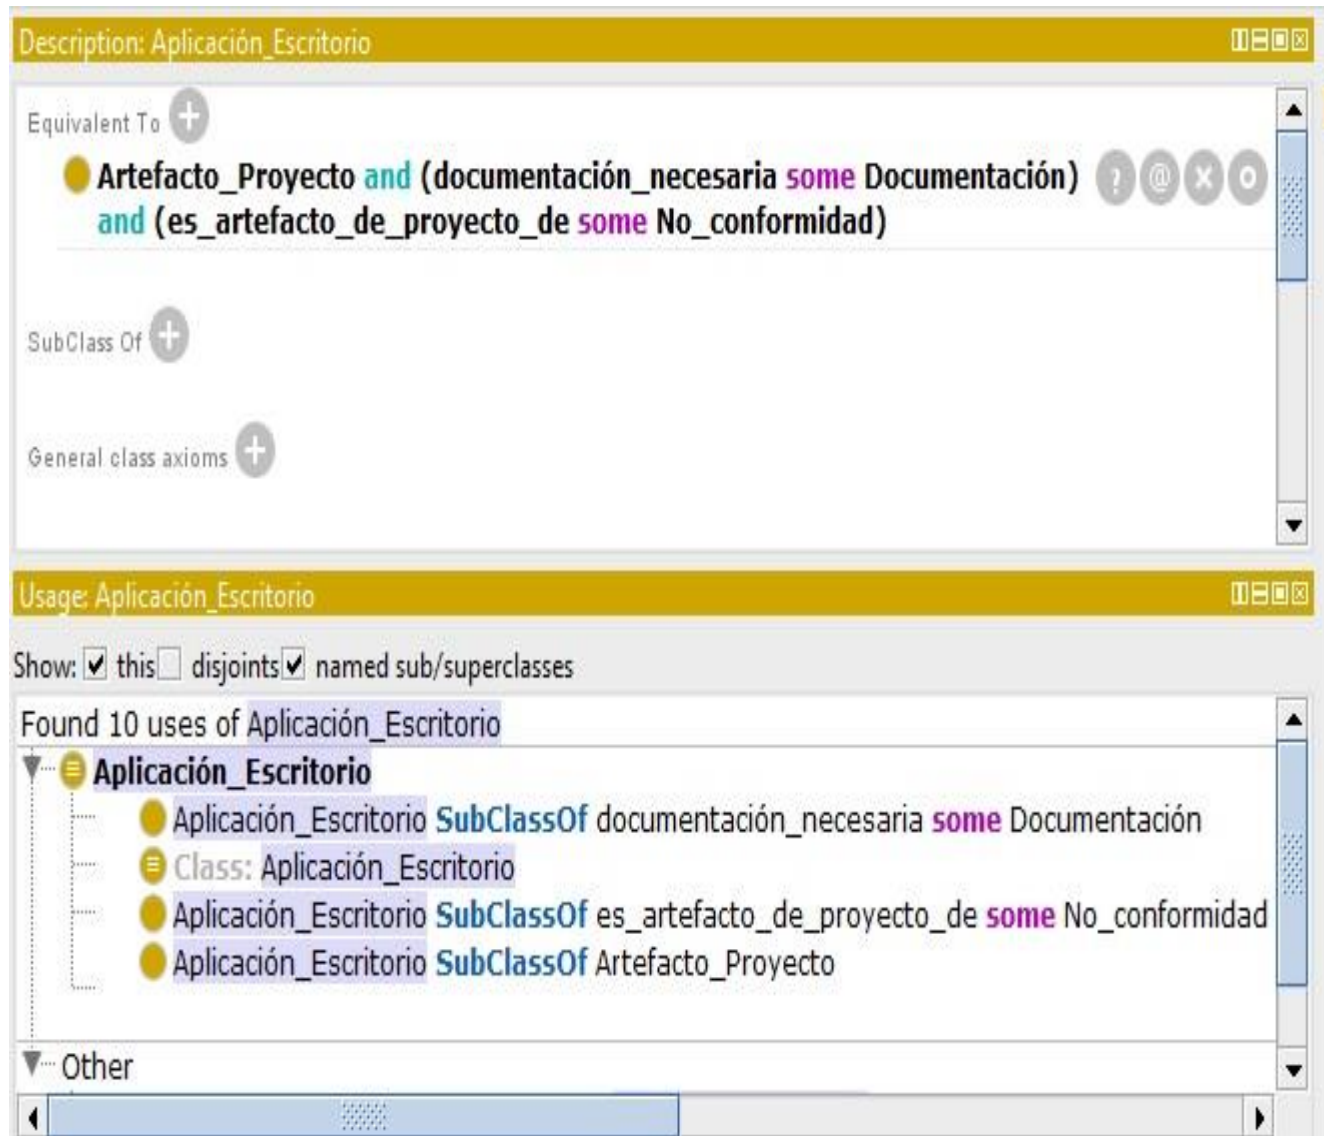 Description: Aplicación_Escritorio
Equivalent To
Artefacto_Proyecto and (documentación_necesaria some Documentación)
and (es_artefacto_de_proyecto_de some No_conformidad)
SubClass Of
General class axioms
Usage: Aplicación_Escritorio
Show: this disjoints named sub/superclasses
Found 10 uses of Aplicación_Escritorio
Aplicación_Escritorio
Aplicación_Escritorio SubClassOf documentación_necesaria some Documentación
Class: Aplicación_Escritorio
Aplicación_Escritorio SubClassOf es_artefacto_de_proyecto_de some No_conformidad
Aplicación_Escritorio SubClassOf Artefacto_Proyecto
Other